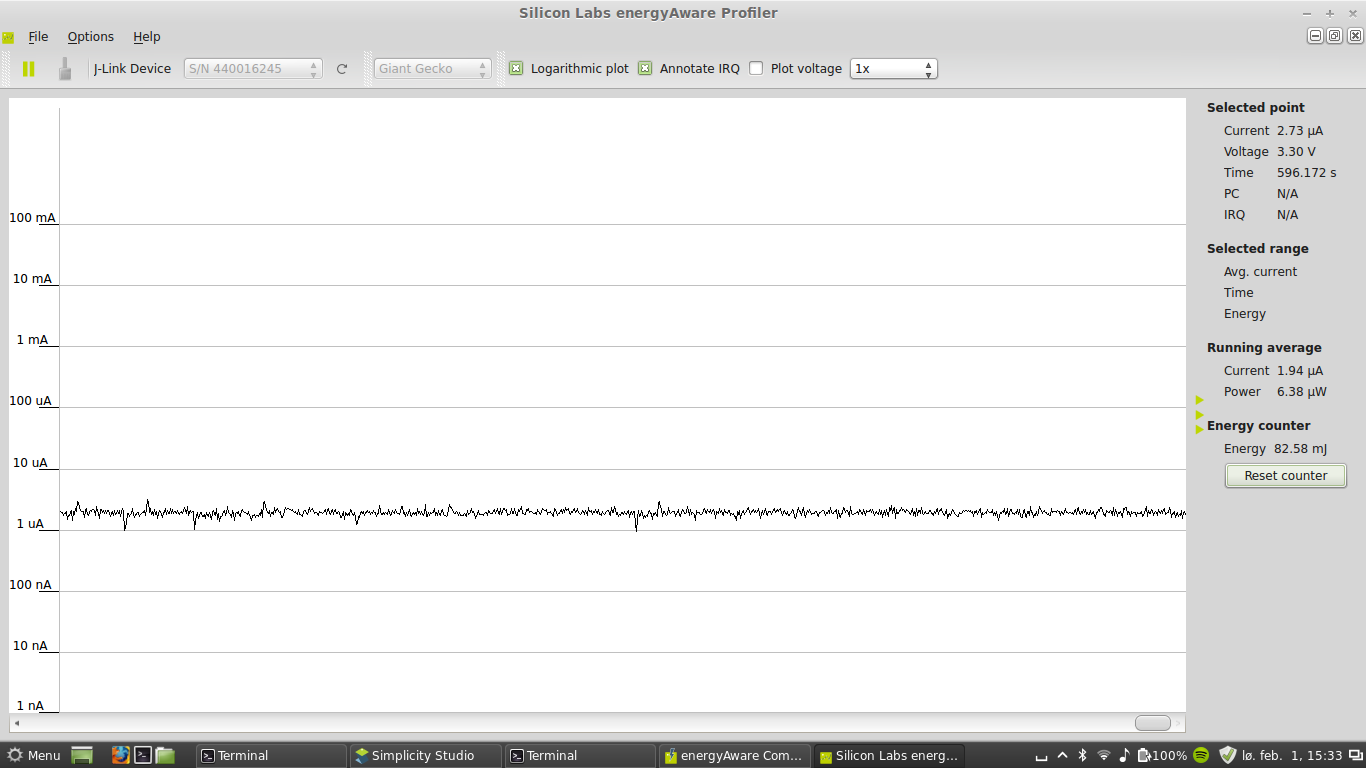 Silicon Labs energyAware Profiler
File Options Help
J-Link Device S/N 440016245 Giant Gecko Logarithmic plot Annotate IRQ Plot voltage 1x
100 mA
10 mA
1 mA
100 uA
10 uA
1 uA
100 nA
10 nA
1 nA
Selected point
Current 2.73 µA
Voltage 3.30 V
Time 596.172 s
PC N/A
IRQ N/A
Selected range
Avg. current
Time
Energy
Running average
Current 1.94 µA
Power 6.38 µW
Energy counter
Energy 82.58 mJ
Reset counter
Menu Terminal Simplicity Studio Terminal energyAware Com... Silicon Labs energ... 100% lø. feb. 1, 15:33